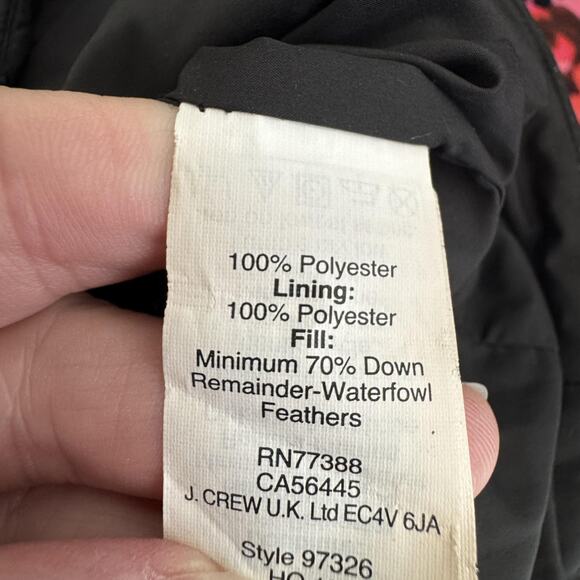 100% Polyester
Lining:
100% Polyester
Fill:
Minimum 70% Down
Remainder-Waterfowl
Feathers
RN77388
CA56445
J. CREW U.K. Ltd EC4V 6JA
Style 97326